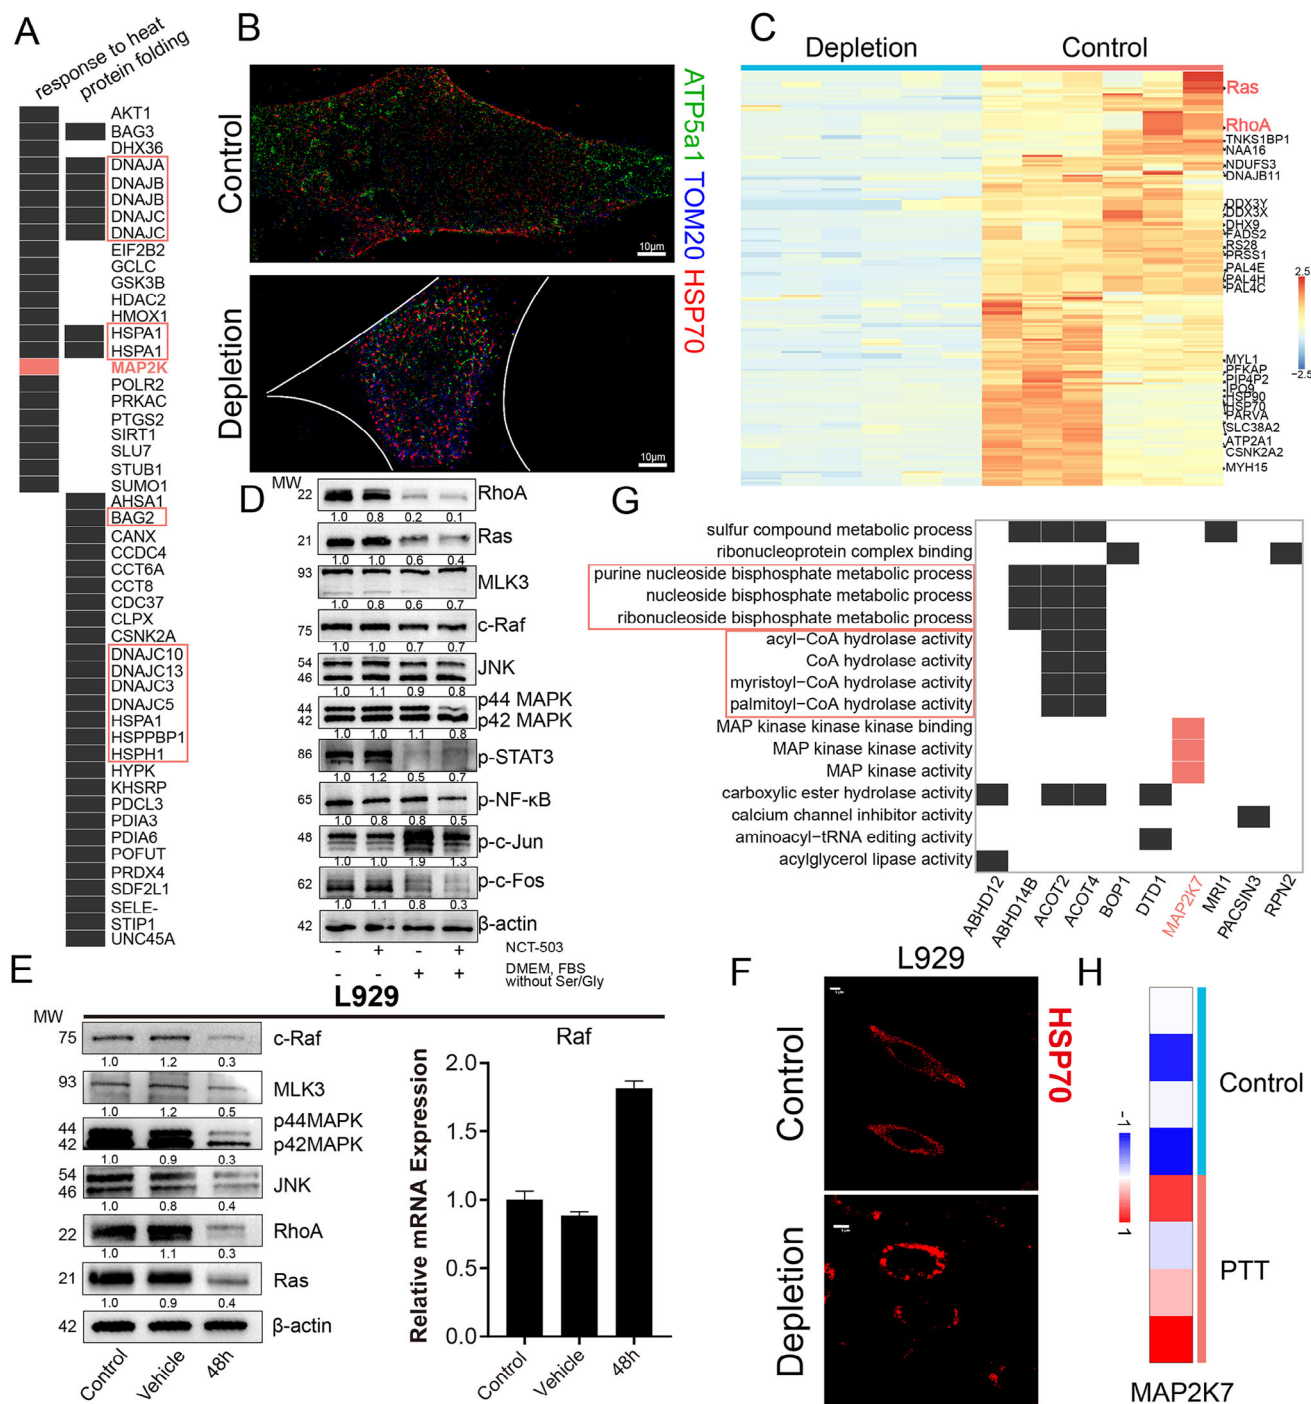 A
response to heat
protein folding
AKT1
BAG3
DHX36
DNAJA
DNAJB
DNAJB
DNAJC
DNAJC
EIF2B2
GCLC
GSK3B
HDAC2
HMOX1
HSPA1
HSPA1
MAP2K
POLR2
PRKAC
PTGS2
SIRT1
SLU7
STUB1
SUMO1
AHSA1
BAG2
CANX
CCDC4
CCT6A
CCT8
CDC37
CLPX
CSNK2A
DNAJC10
DNAJC13
DNAJC3
DNAJC5
HSPA1
HSPPBP1
HSPH1
HYPK
KHSRP
PDCL3
PDIA3
PDIA6
POFUT
PRDX4
SDF2L1
SELE-
STIP1
UNC45A
B
Control
10μm
Depletion
10μm
ATP5a1 TOM20 HSP70
C
Depletion
Control
Ras
RhoA
TNKS1BP1
NAA16
NDUFS3
DNAJB11
DDX3Y
DDX3X
DHX9
FADS2
RS28
PRSS1
PAL4E
PAL4H
PAL4C
MYL1
PFKAP
PIP4P2
IPO9
HSP90
HSP70
PARVA
SLC38A2
ATP2A1
CSNK2A2
MYH15
2.5
−2.5
D
MW
22
RhoA
1.0 0.8 0.2 0.1
21
Ras
1.0 1.0 0.6 0.4
93
MLK3
1.0 0.8 0.6 0.7
75
c-Raf
1.0 1.0 0.7 0.7
54
46
JNK
1.0 1.1 0.9 0.8
44
42
p44 MAPK
p42 MAPK
1.0 1.0 1.1 0.8
86
p-STAT3
1.0 1.2 0.5 0.7
65
p-NF-κB
1.0 0.8 0.8 0.5
48
p-c-Jun
1.0 1.0 1.9 1.3
62
p-c-Fos
1.0 1.1 0.8 0.3
42
β-actin
- + - + NCT-503
- - + + DMEM, FBS
without Ser/Gly
E
L929
MW
75
c-Raf
1.0 1.2 0.3
93
MLK3
1.0 1.2 0.5
44
42
p44MAPK
p42MAPK
1.0 0.9 0.3
54
46
JNK
1.0 0.8 0.4
22
RhoA
1.0 1.1 0.3
21
Ras
1.0 0.9 0.4
42
β-actin
Control
Vehicle
48h
Raf
Relative mRNA Expression
2.0
1.5
1.0
0.5
0.0
Control
Vehicle
48h
F
L929
Control
5μm
Depletion
5μm
HSP70
G
sulfur compound metabolic process
ribonucleoprotein complex binding
purine nucleoside bisphosphate metabolic process
nucleoside bisphosphate metabolic process
ribonucleoside bisphosphate metabolic process
acyl−CoA hydrolase activity
CoA hydrolase activity
myristoyl−CoA hydrolase activity
palmitoyl−CoA hydrolase activity
MAP kinase kinase kinase binding
MAP kinase kinase activity
MAP kinase activity
carboxylic ester hydrolase activity
calcium channel inhibitor activity
aminoacyl−tRNA editing activity
acylglycerol lipase activity
ABHD12
ABHD14B
ACOT2
ACOT4
BOP1
DTD1
MAP2K7
MRI1
PACSIN3
RPN2
H
-1
1
Control
PTT
MAP2K7